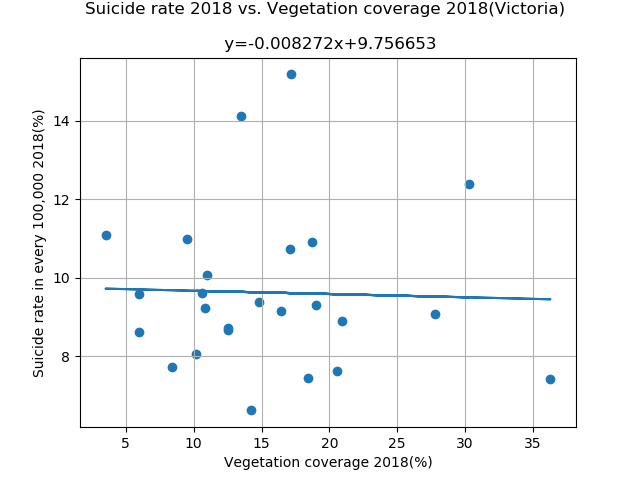 Suicide rate 2018 vs. Vegetation coverage 2018(Victoria)
y=-0.008272x+9.756653
Suicide rate in every 100,000 2018(%)
14
12
10
8
5 10 15 20 25 30 35
Vegetation coverage 2018(%)